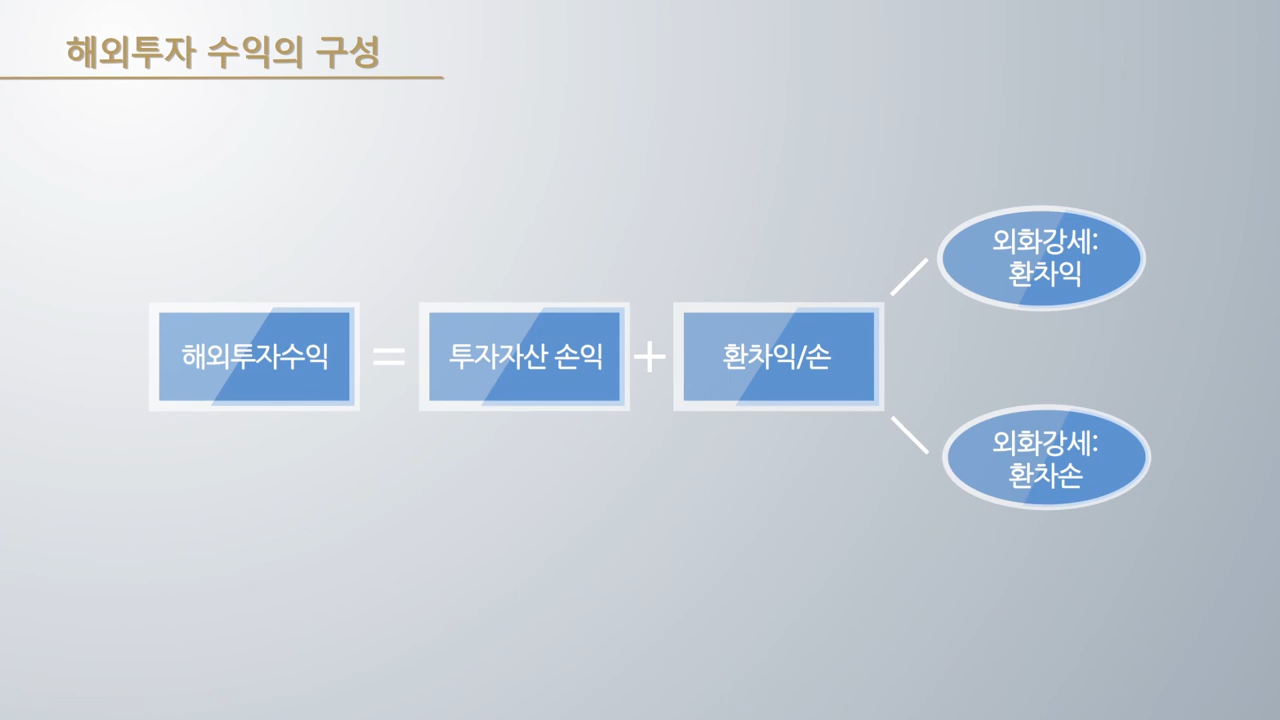 해외투자 수익의 구성
해외투자수익
=
투자자산 손익
+
환차익/손
외화강세:
환차익
외화강세:
환차손